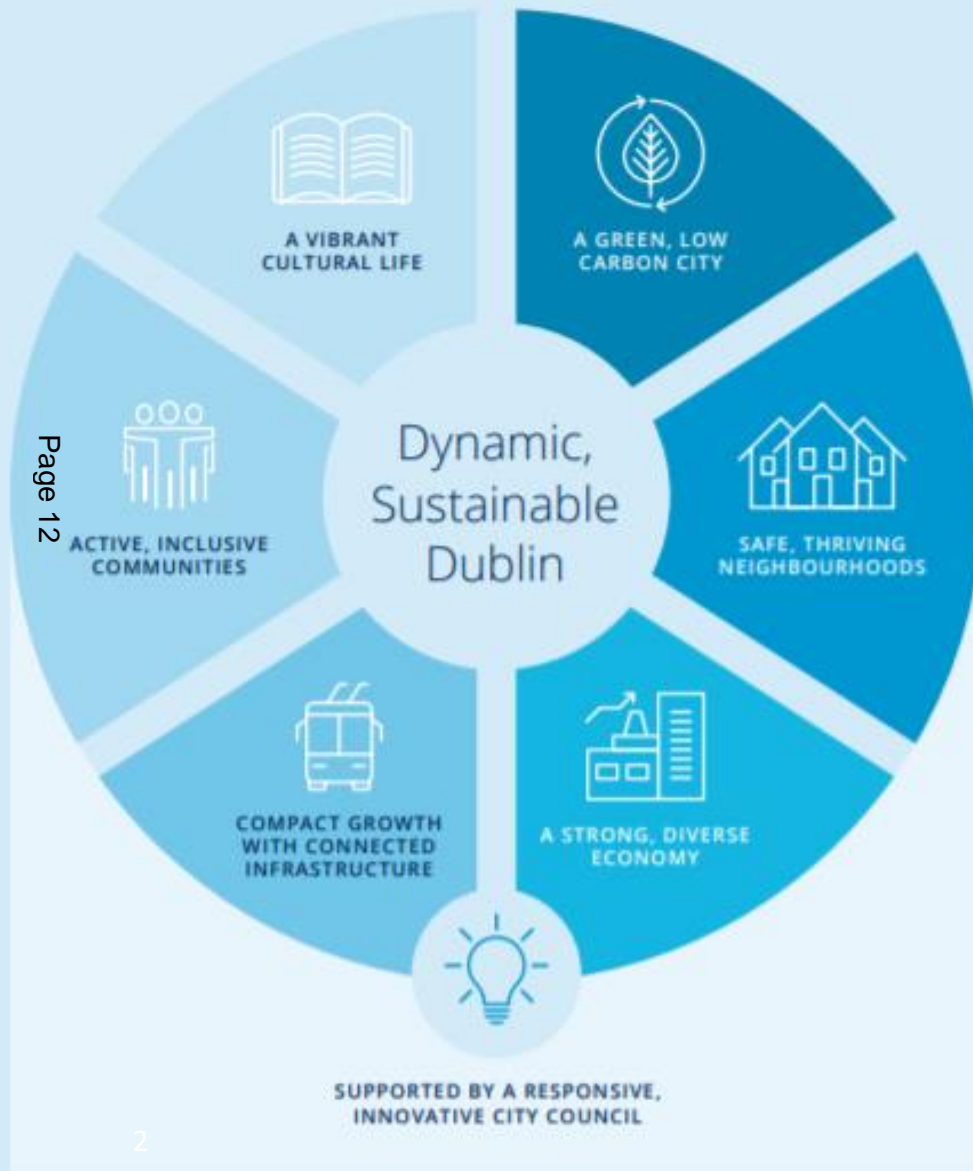 A VIBRANT
CULTURAL LIFE
A GREEN, LOW
CARBON CITY
Page 12
ACTIVE, INCLUSIVE
COMMUNITIES
Dynamic,
Sustainable
Dublin
SAFE, THRIVING
NEIGHBOURHOODS
COMPACT GROWTH
WITH CONNECTED
INFRASTRUCTURE
A STRONG, DIVERSE
ECONOMY
SUPPORTED BY A RESPONSIVE,
INNOVATIVE CITY COUNCIL
2